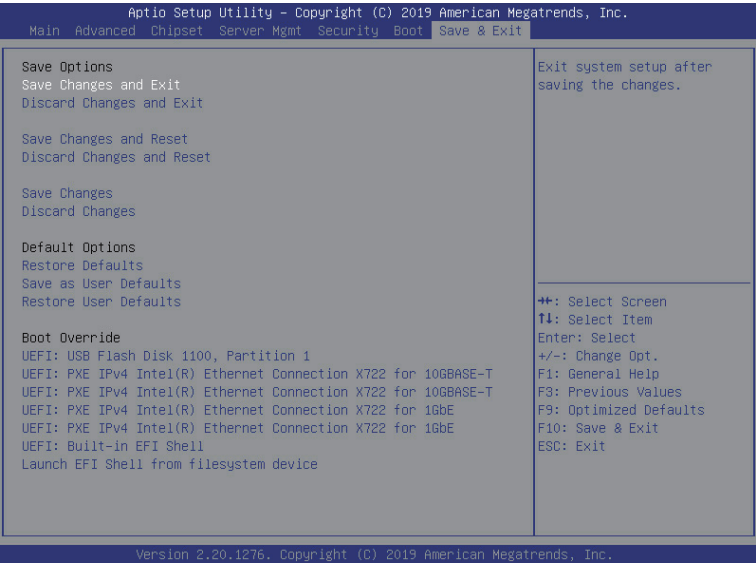 Aptio Setup Utility – Copyright (C) 2019 American Megatrends, Inc.
Main Advanced Chipset Server Mgmt Security Boot Save & Exit
Save Options
Save Changes and Exit
Discard Changes and Exit
Save Changes and Reset
Discard Changes and Reset
Save Changes
Discard Changes
Default Options
Restore Defaults
Save as User Defaults
Restore User Defaults
Boot Override
UEFI: USB Flash Disk 1100, Partition 1
UEFI: PXE IPv4 Intel(R) Ethernet Connection X722 for 10GBASE-T
UEFI: PXE IPv4 Intel(R) Ethernet Connection X722 for 10GBASE-T
UEFI: PXE IPv4 Intel(R) Ethernet Connection X722 for 1GbE
UEFI: PXE IPv4 Intel(R) Ethernet Connection X722 for 1GbE
UEFI: Built-in EFI Shell
Launch EFI Shell from filesystem device
Exit system setup after
saving the changes.
→←: Select Screen
↑↓: Select Item
Enter: Select
+/-: Change Opt.
F1: General Help
F3: Previous Values
F9: Optimized Defaults
F10: Save & Exit
ESC: Exit
Version 2.20.1276. Copyright (C) 2019 American Megatrends, Inc.